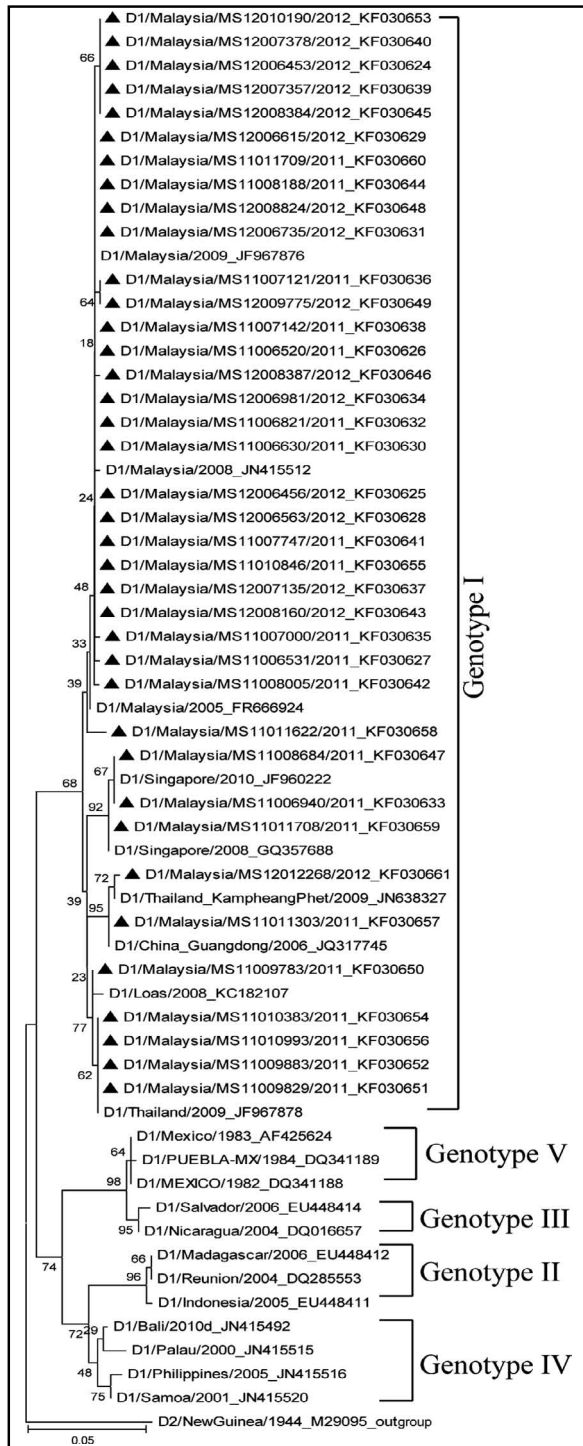 D1/Malaysia/MS12010190/2012_KF030653
66
D1/Malaysia/MS12007378/2012_KF030640
D1/Malaysia/MS12006453/2012_KF030624
D1/Malaysia/MS12007357/2012_KF030639
D1/Malaysia/MS12008384/2012_KF030645
D1/Malaysia/MS12006615/2012_KF030629
D1/Malaysia/MS11011709/2011_KF030660
D1/Malaysia/MS11008188/2011_KF030644
D1/Malaysia/MS12008824/2012_KF030648
D1/Malaysia/MS12006735/2012_KF030631
D1/Malaysia/2009_JF967876
D1/Malaysia/MS11007121/2011_KF030636
64
D1/Malaysia/MS12009775/2012_KF030649
D1/Malaysia/MS11007142/2011_KF030638
18
D1/Malaysia/MS11006520/2011_KF030626
D1/Malaysia/MS12008387/2012_KF030646
D1/Malaysia/MS12006981/2012_KF030634
D1/Malaysia/MS11006821/2011_KF030632
D1/Malaysia/MS11006630/2011_KF030630
D1/Malaysia/2008_JN415512
24
D1/Malaysia/MS12006456/2012_KF030625
D1/Malaysia/MS12006563/2012_KF030628
D1/Malaysia/MS11007747/2011_KF030641
D1/Malaysia/MS11010846/2011_KF030655
48
D1/Malaysia/MS12007135/2012_KF030637
D1/Malaysia/MS12008160/2012_KF030643
D1/Malaysia/MS11007000/2011_KF030635
33
D1/Malaysia/MS11006531/2011_KF030627
39
D1/Malaysia/MS11008005/2011_KF030642
D1/Malaysia/2005_FR666924
D1/Malaysia/MS11011622/2011_KF030658
D1/Malaysia/MS11008684/2011_KF030647
67
68
D1/Singapore/2010_JF960222
D1/Malaysia/MS11006940/2011_KF030633
92
D1/Malaysia/MS11011708/2011_KF030659
D1/Singapore/2008_GQ357688
D1/Malaysia/MS12012268/2012_KF030661
72
D1/Thailand_KampheangPhet/2009_JN638327
39
95
D1/Malaysia/MS11011303/2011_KF030657
D1/China_Guangdong/2006_JQ317745
D1/Malaysia/MS11009783/2011_KF030650
23
D1/Loas/2008_KC182107
D1/Malaysia/MS11010383/2011_KF030654
77
D1/Malaysia/MS11010993/2011_KF030656
D1/Malaysia/MS11009883/2011_KF030652
62
D1/Malaysia/MS11009829/2011_KF030651
D1/Thailand/2009_JF967878
Genotype I
D1/Mexico/1983_AF425624
64
D1/PUEBLA-MX/1984_DQ341189
98
D1/MEXICO/1982_DQ341188
Genotype V
D1/Salvador/2006_EU448414
95
D1/Nicaragua/2004_DQ016657
Genotype III
74
D1/Madagascar/2006_EU448412
66
D1/Reunion/2004_DQ285553
96
D1/Indonesia/2005_EU448411
Genotype II
72
29
D1/Bali/2010d_JN415492
D1/Palau/2000_JN415515
48
D1/Philippines/2005_JN415516
75
D1/Samoa/2001_JN415520
Genotype IV
D2/NewGuinea/1944_M29095_outgroup
0.05